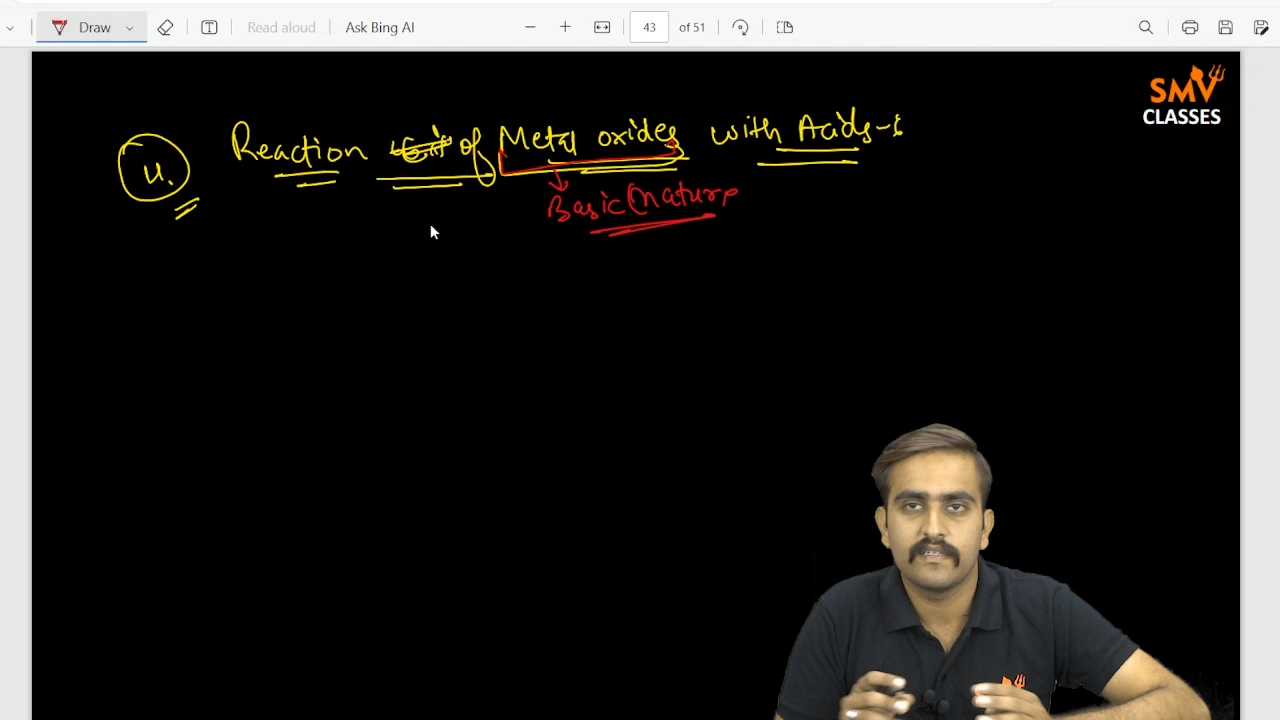 Draw
Read aloud
Ask Bing AI
43 of 51
SMV
CLASSES
4. Reaction of Metal oxides with Acids-:
Basic Nature